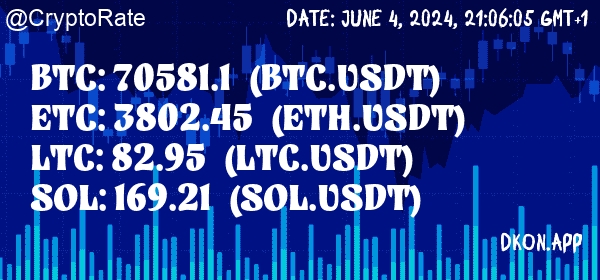 @CryptoRate
DATE: JUNE 4, 2024, 21:06:05 GMT+1
BTC: 70581.1 (BTC.USDT)
ETC: 3802.45 (ETH.USDT)
LTC: 82.95 (LTC.USDT)
SOL: 169.21 (SOL.USDT)
DKON.APP